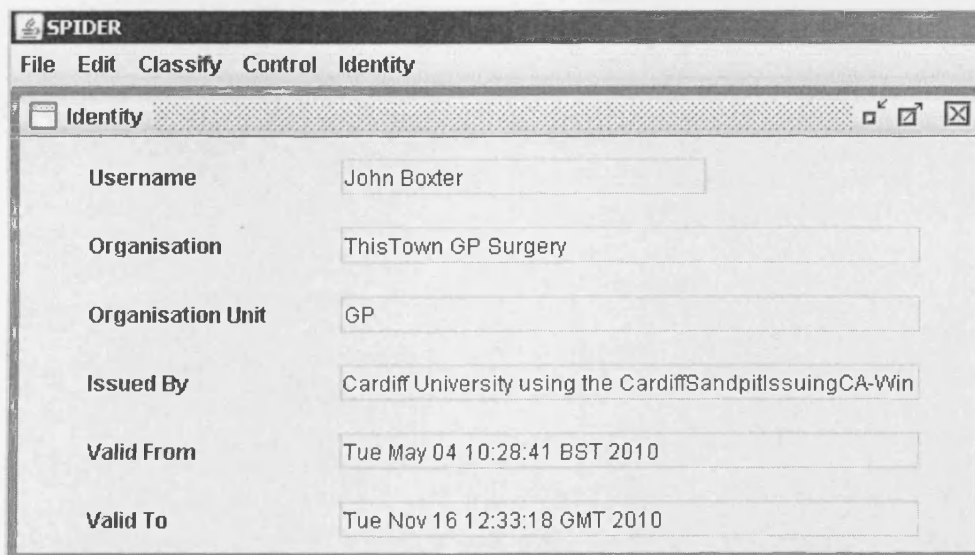 SPIDER
File Edit Classify Control Identity
Identity
Username John Boxter
Organisation ThisTown GP Surgery
Organisation Unit GP
Issued By Cardiff University using the CardiffSandpitIssuingCA-Win
Valid From Tue May 04 10:28:41 BST 2010
Valid To Tue Nov 16 12:33:18 GMT 2010